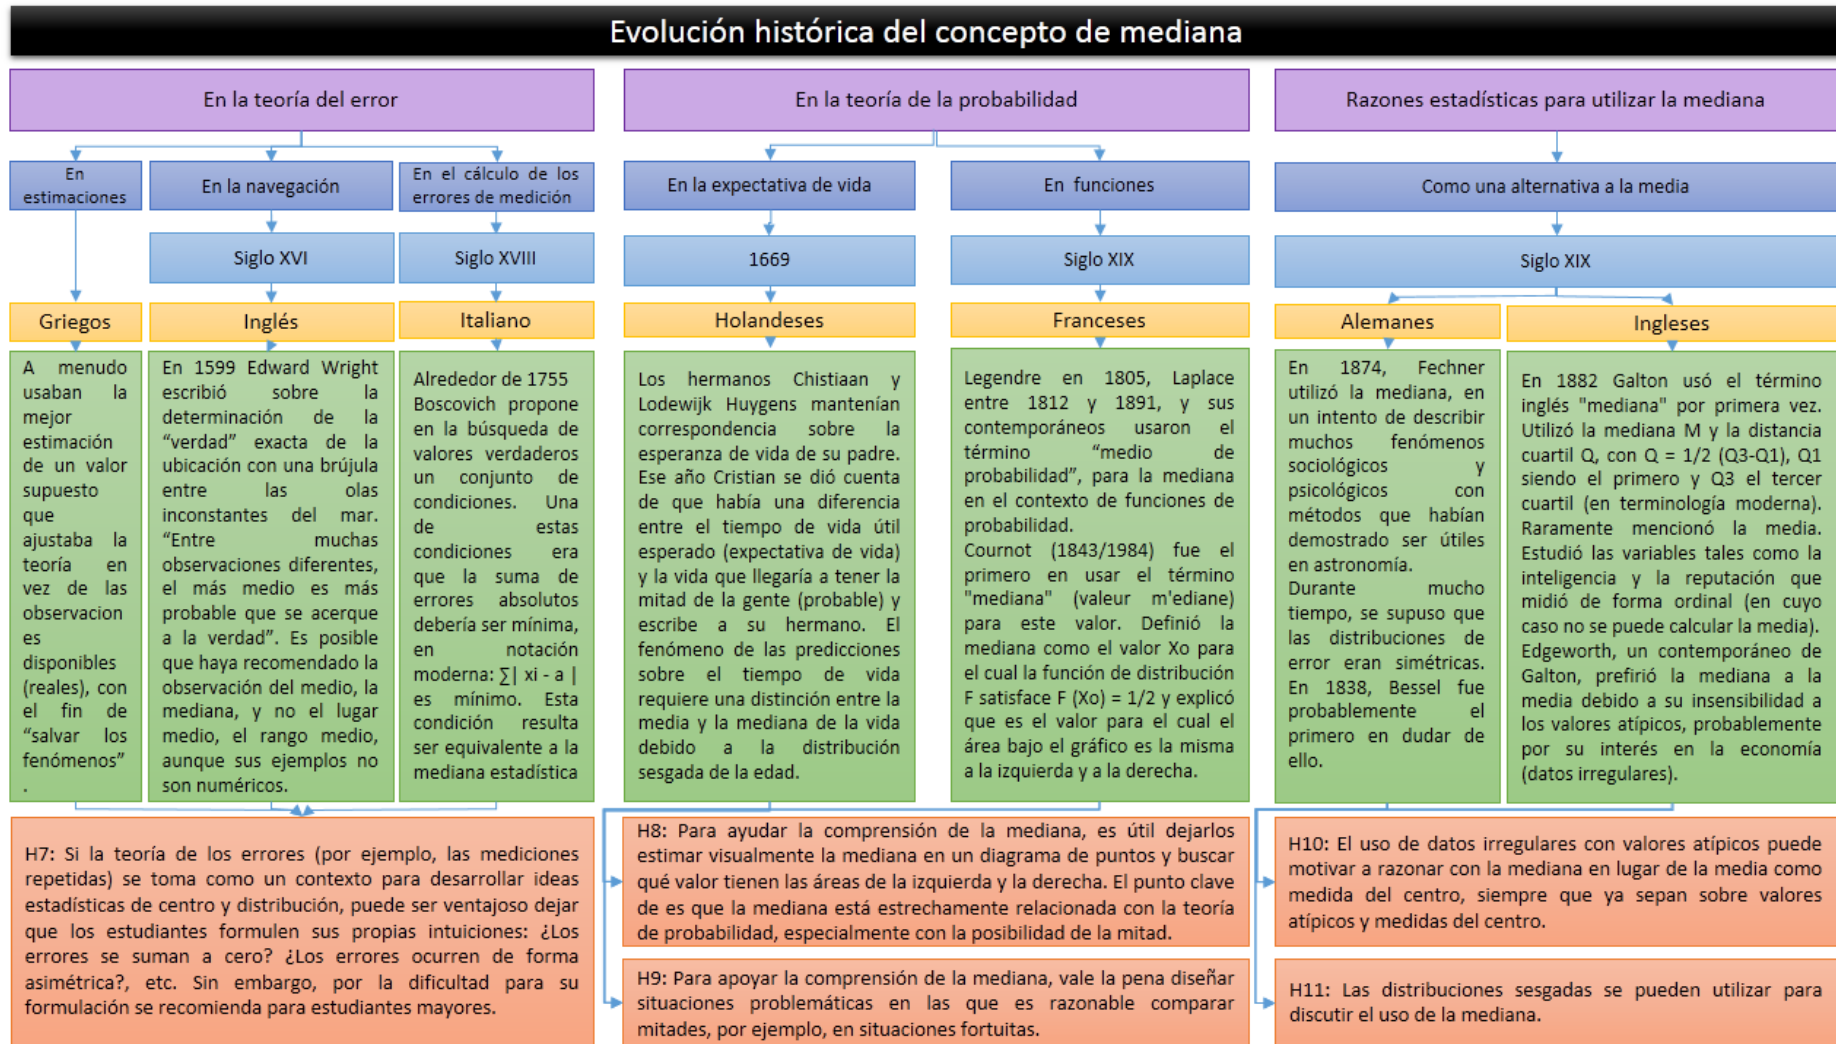 Evolución histórica del concepto de mediana
En la teoría del error
En la teoría de la probabilidad
Razones estadísticas para utilizar la mediana
En
estimaciones
En la navegación
En el cálculo de los
errores de medición
En la expectativa de vida
En funciones
Como una alternativa a la media
Siglo XVI
Siglo XVIII
1669
Siglo XIX
Siglo XIX
Griegos
Inglés
Italiano
Holandeses
Franceses
Alemanes
Ingleses
A menudo
usaban la
mejor
estimación
de un valor
supuesto
que
ajustaba la
teoría en
vez de las
observacion
es
disponibles
(reales), con
el fin de
“salvar los
fenómenos”
.
En 1599 Edward Wright
escribió sobre la
determinación de la
“verdad” exacta de la
ubicación con una brújula
entre las olas
inconstantes del mar.
“Entre muchas
observaciones diferentes,
el más medio es más
probable que se acerque
a la verdad”. Es posible
que haya recomendado la
observación del medio, la
mediana, y no el lugar
medio, el rango medio,
aunque sus ejemplos no
son numéricos.
Alrededor de 1755
Boscovich propone
en la búsqueda de
valores verdaderos
un conjunto de
condiciones. Una
de estas
condiciones era
que la suma de
errores absolutos
debería ser mínima,
en notación
moderna: ∑| xi - a |
es mínimo. Esta
condición resulta
ser equivalente a la
mediana estadística
Los hermanos Chistiaan y
Lodewijk Huygens mantenían
correspondencia sobre la
esperanza de vida de su padre.
Ese año Cristian se dió cuenta
de que había una diferencia
entre el tiempo de vida útil
esperado (expectativa de vida)
y la vida que llegaría a tener la
mitad de la gente (probable) y
escribe a su hermano. El
fenómeno de las predicciones
sobre el tiempo de vida
requiere una distinción entre la
media y la mediana de la vida
debido a la distribución
sesgada de la edad.
Legendre en 1805, Laplace
entre 1812 y 1891, y sus
contemporáneos usaron el
término “medio de
probabilidad”, para la mediana
en el contexto de funciones de
probabilidad.
Cournot (1843/1984) fue el
primero en usar el término
"mediana" (valeur m'ediane)
para este valor. Definió la
mediana como el valor Xo para
el cual la función de distribución
F satisface F (Xo) = 1/2 y explicó
que es el valor para el cual el
área bajo el gráfico es la misma
a la izquierda y a la derecha.
En 1874, Fechner
utilizó la mediana, en
un intento de describir
muchos fenómenos
sociológicos y
psicológicos con
métodos que habían
demostrado ser útiles
en astronomía.
Durante mucho
tiempo, se supuso que
las distribuciones de
error eran simétricas.
En 1838, Bessel fue
probablemente el
primero en dudar de
ello.
En 1882 Galton usó el término
inglés "mediana" por primera vez.
Utilizó la mediana M y la distancia
cuartil Q, con Q = 1/2 (Q3-Q1), Q1
siendo el primero y Q3 el tercer
cuartil (en terminología moderna).
Raramente mencionó la media.
Estudió las variables tales como la
inteligencia y la reputación que
midió de forma ordinal (en cuyo
caso no se puede calcular la media).
Edgeworth, un contemporáneo de
Galton, prefirió la mediana a la
media debido a su insensibilidad a
los valores atípicos, probablemente
por su interés en la economía
(datos irregulares).
H7: Si la teoría de los errores (por ejemplo, las mediciones
repetidas) se toma como un contexto para desarrollar ideas
estadísticas de centro y distribución, puede ser ventajoso dejar
que los estudiantes formulen sus propias intuiciones: ¿Los
errores se suman a cero? ¿Los errores ocurren de forma
asimétrica?, etc. Sin embargo, por la dificultad para su
formulación se recomienda para estudiantes mayores.
H8: Para ayudar la comprensión de la mediana, es útil dejarlos
estimar visualmente la mediana en un diagrama de puntos y buscar
qué valor tienen las áreas de la izquierda y la derecha. El punto clave
de es que la mediana está estrechamente relacionada con la teoría
de probabilidad, especialmente con la posibilidad de la mitad.
H9: Para apoyar la comprensión de la mediana, vale la pena diseñar
situaciones problemáticas en las que es razonable comparar
mitades, por ejemplo, en situaciones fortuitas.
H10: El uso de datos irregulares con valores atípicos puede
motivar a razonar con la mediana en lugar de la media como
medida del centro, siempre que ya sepan sobre valores
atípicos y medidas del centro.
H11: Las distribuciones sesgadas se pueden utilizar para
discutir el uso de la mediana.